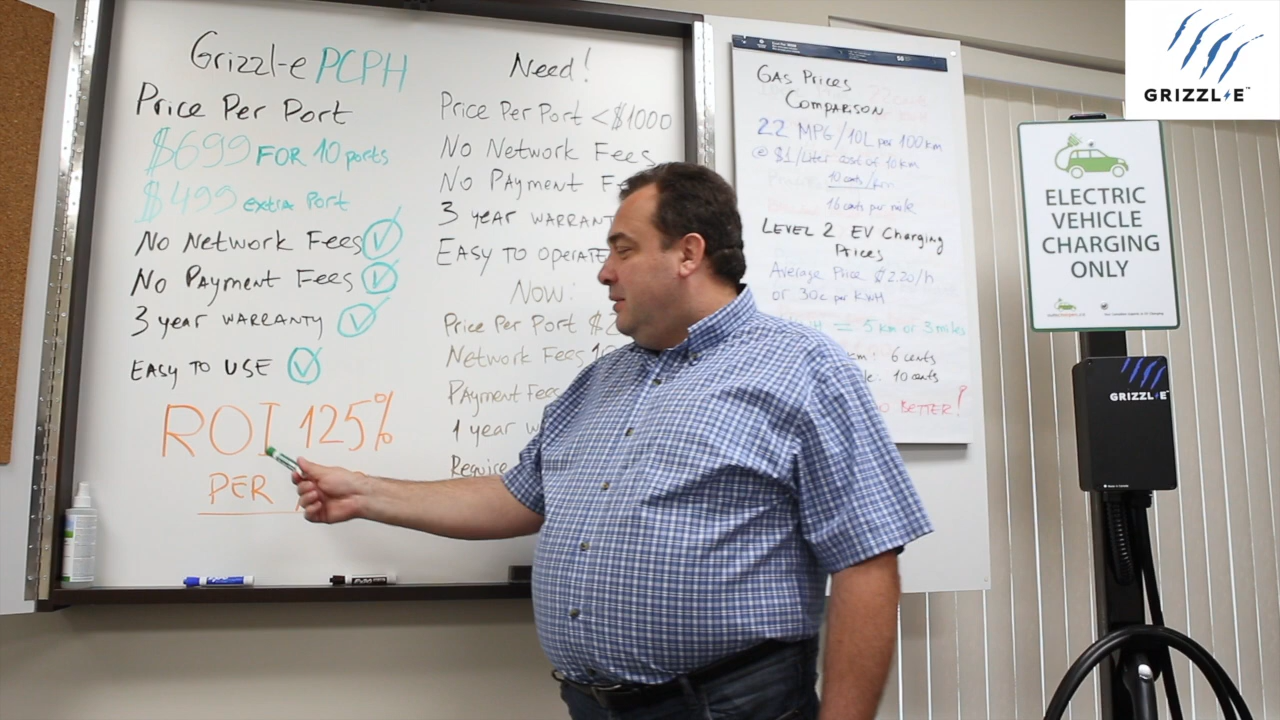 Grizzl-e PCPH
Price Per Port
$699 FOR 10 ports
$499 extra Port
No Network Fees
No Payment Fees
3 year WARRANTY
EASY TO USE
ROI 125%
PER
Need!
Price Per Port <$1000
No Network Fees
No Payment
3 year
EASY TO OPERATE
Now:
Price Per Port
Network Fees
Payment Fees
1 year
GAS PRICES
COMPARISON
22 MPG/10L per 100km
@ $1/Liter cost of 10km
10 cents/km
16 cents per mile
LEVEL 2 EV Charging
Prices
Average Price $2.20/h
or 30c per KWH
= 5 km or 3 miles
6 cents
10 cents
BETTER!
GRIZZL-E™
ELECTRIC
VEHICLE
CHARGING
ONLY
GRIZZL-E